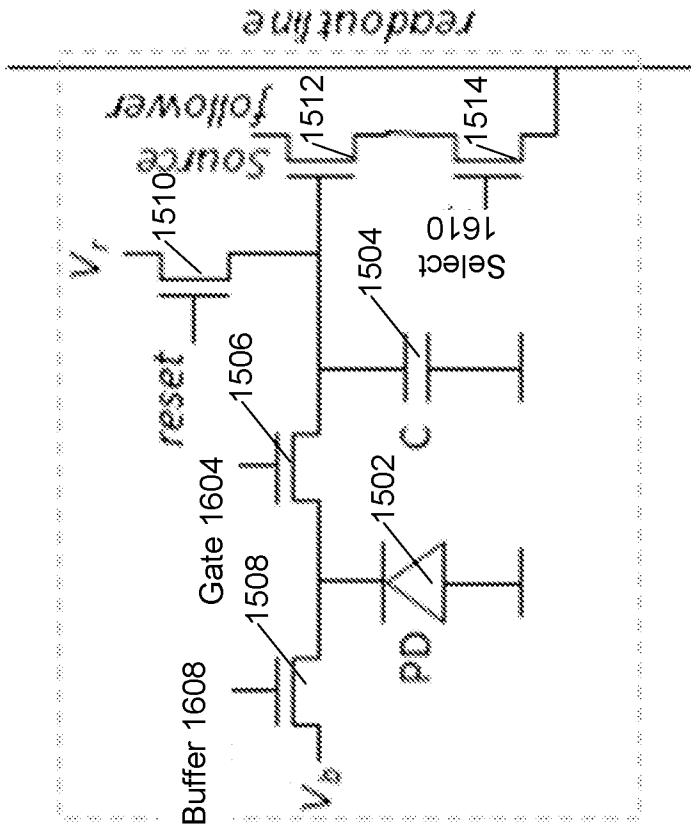 readout line
Source
follower
1512
1514
V_r
1510
reset
Select
1610
1504
1506
C
Gate 1604
1502
PD
1508
Buffer 1608
V_b